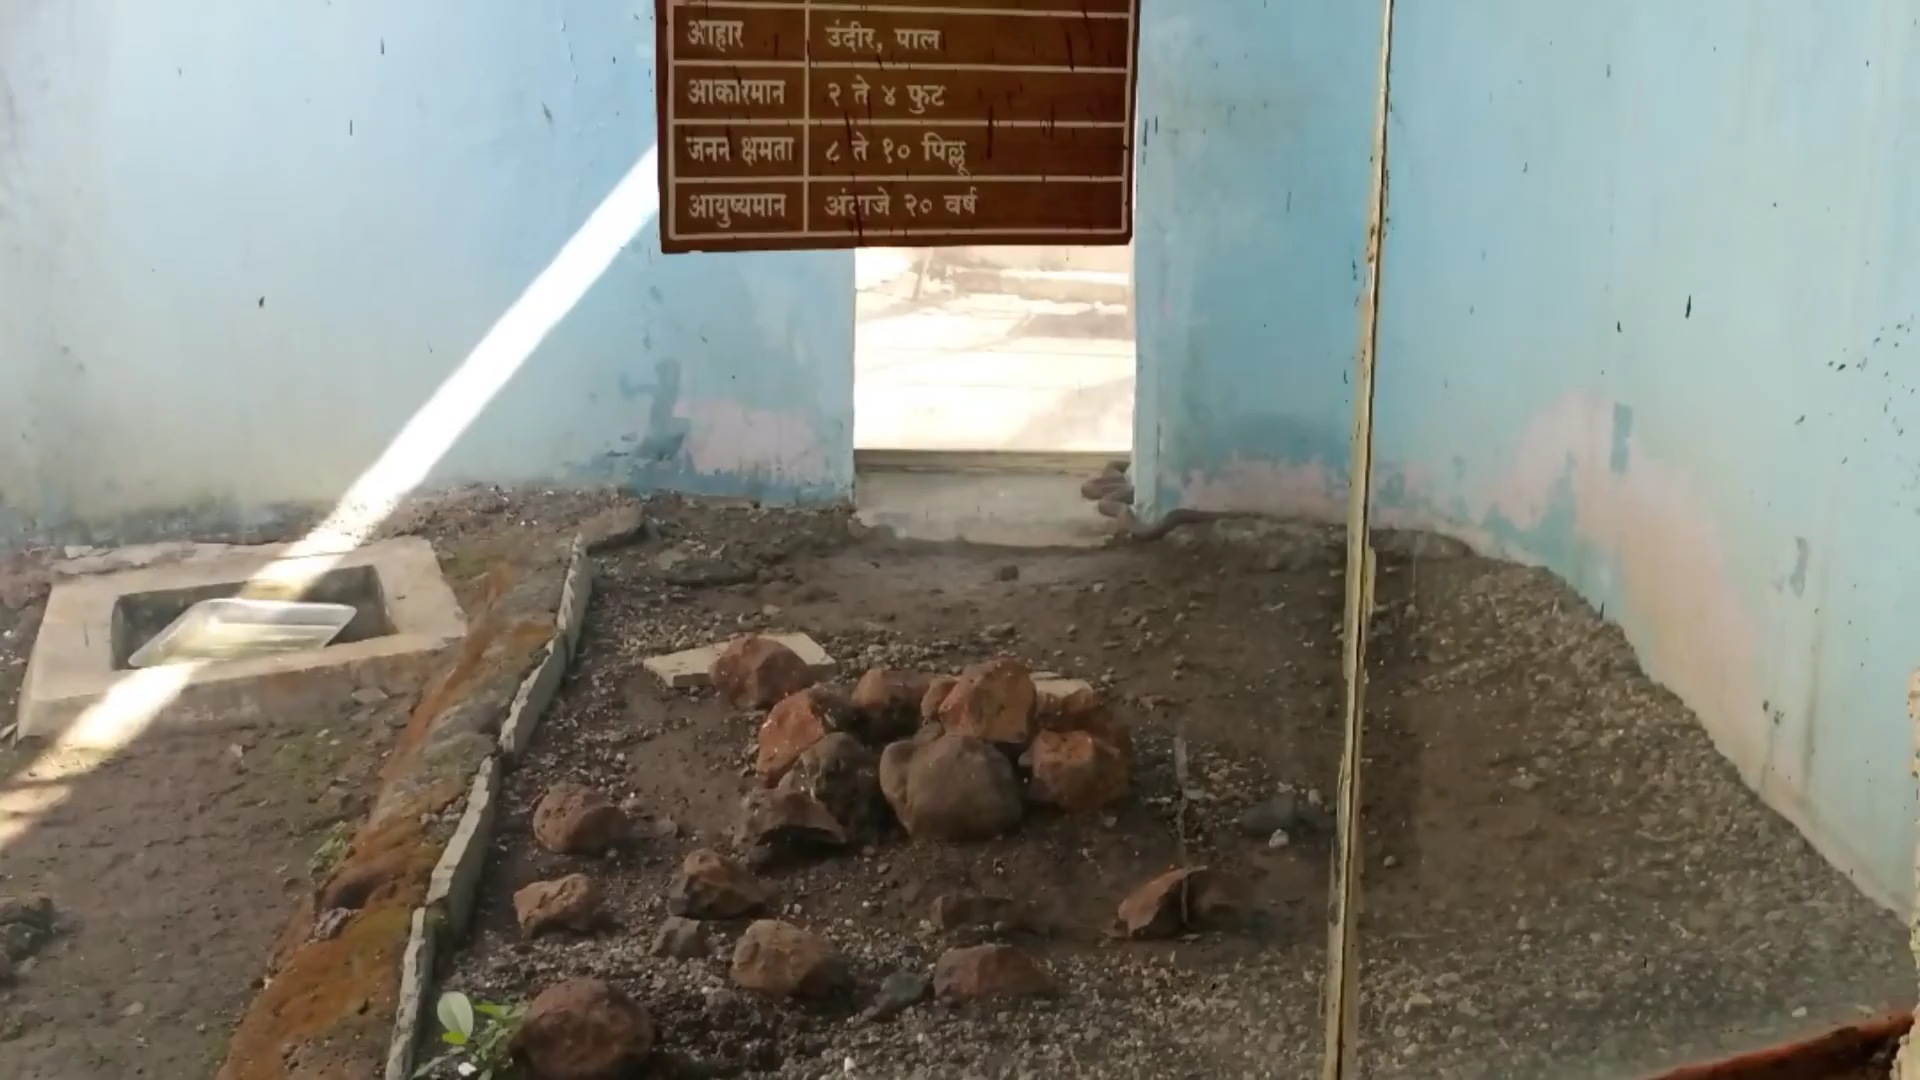 आहार उंदीर, पाल
आकारमान २ ते ४ फुट
जनन क्षमता ८ ते १० पिल्लू
आयुष्यमान अंदाजे २० वर्ष